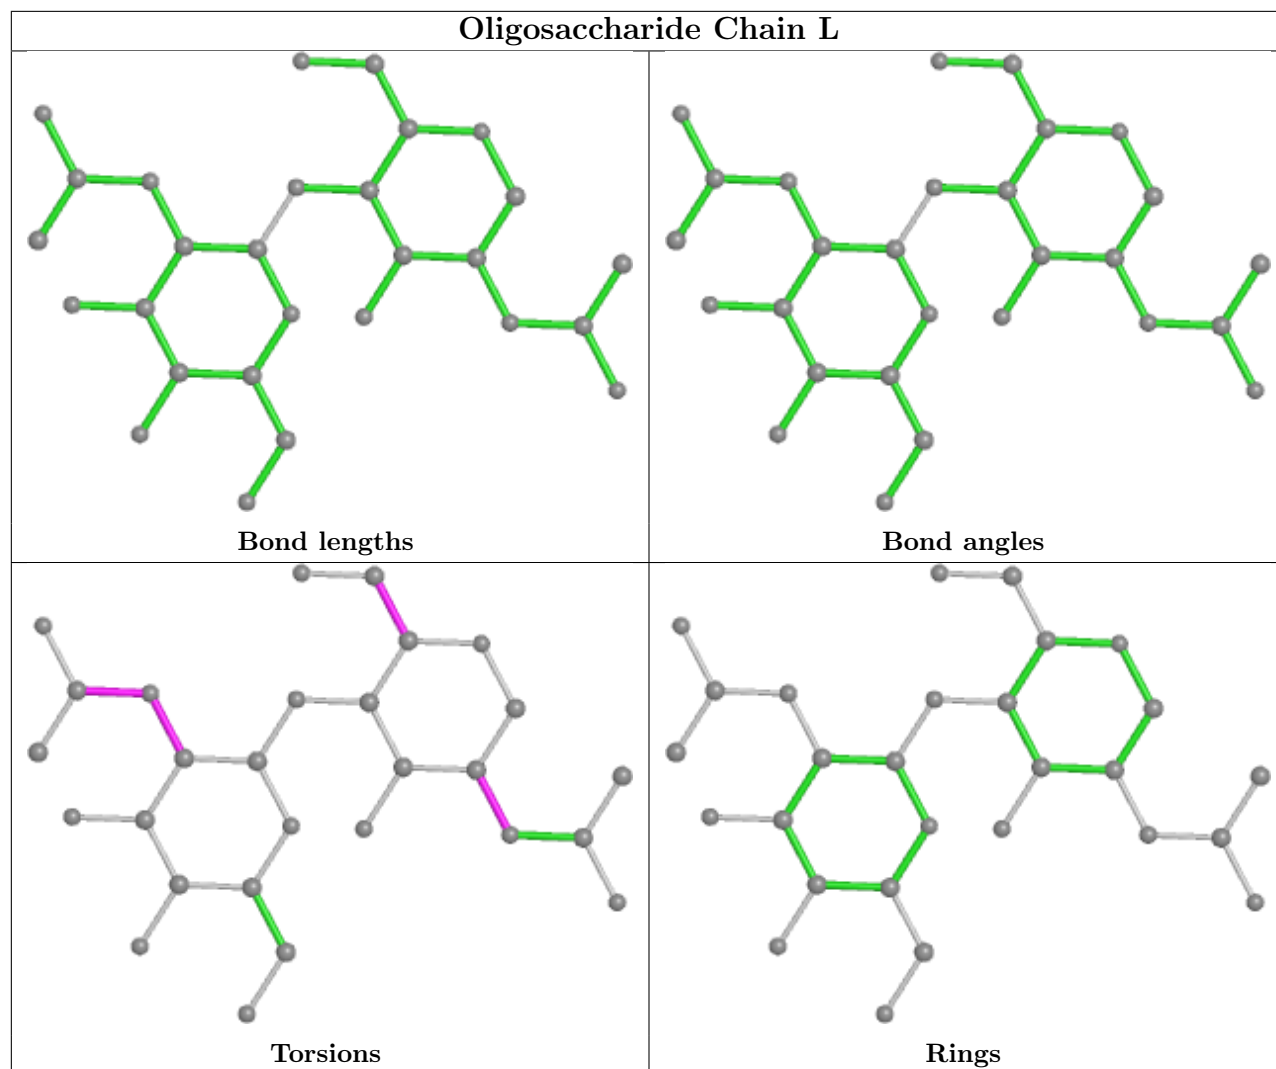 Oligosaccharide Chain L
Bond lengths
Bond angles
Torsions
Rings